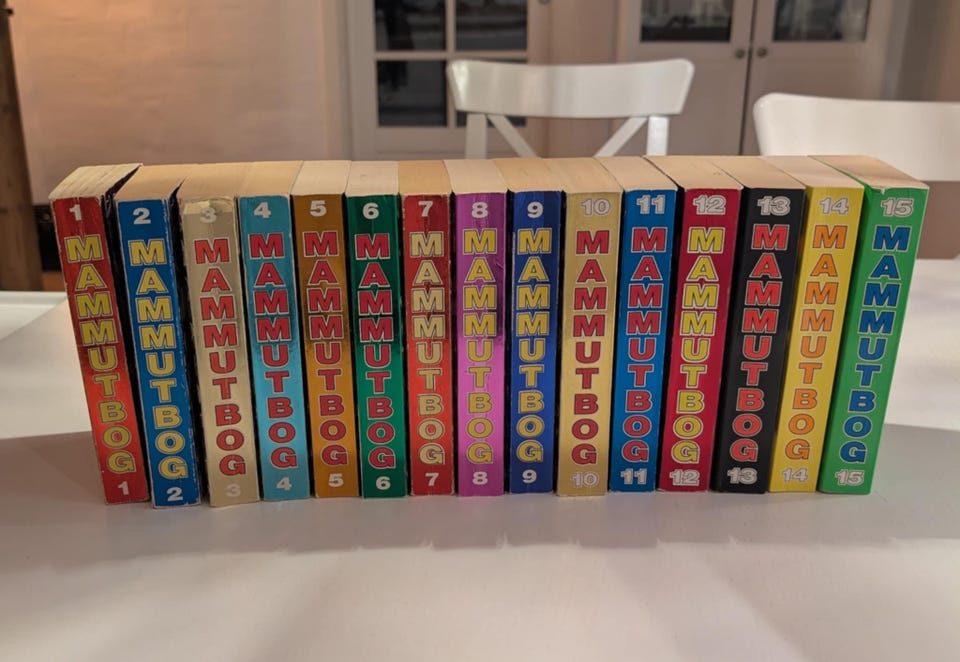 1 MAMMUTBOG 1
2 MAMMUTBOG 2
3 MAMMUTBOG 3
4 MAMMUTBOG 4
5 MAMMUTBOG 5
6 MAMMUTBOG 6
7 MAMMUTBOG 7
8 MAMMUTBOG 8
9 MAMMUTBOG 9
10 MAMMUTBOG 10
11 MAMMUTBOG 11
12 MAMMUTBOG 12
13 MAMMUTBOG 13
14 MAMMUTBOG 14
15 MAMMUTBOG 15